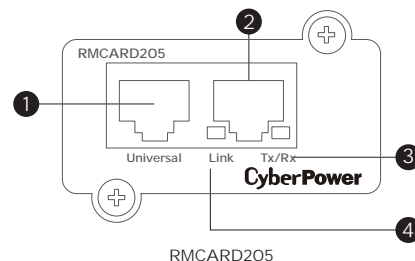 2
RMCARD205
1
Universal Link Tx/Rx
3
CyberPower
4
RMCARD205